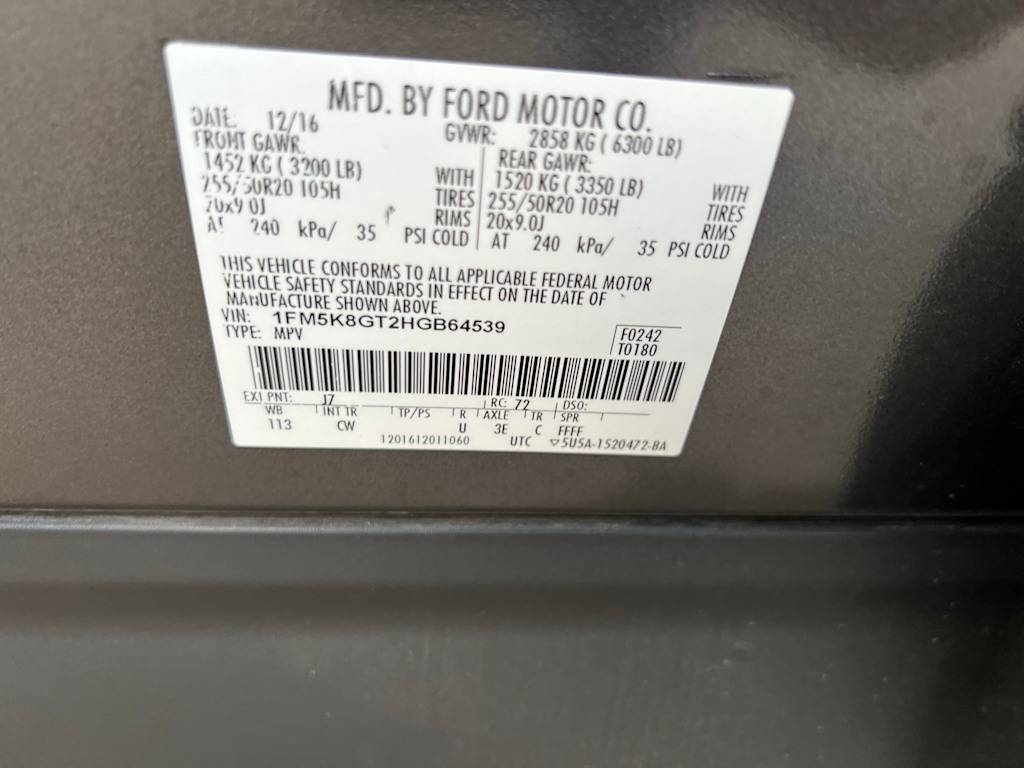 MFD. BY FORD MOTOR CO.
DATE: 12/16 GVWR: 2858 KG ( 6300 LB)
FRONT GAWR: REAR GAWR:
1452 KG ( 3200 LB) WITH 1520 KG ( 3350 LB) WITH
255/50R20 105H TIRES 255/50R20 105H TIRES
20x9.0J RIMS 20x9.0J RIMS
AT 240 kPa/ 35 PSI COLD AT 240 kPa/ 35 PSI COLD
THIS VEHICLE CONFORMS TO ALL APPLICABLE FEDERAL MOTOR
VEHICLE SAFETY STANDARDS IN EFFECT ON THE DATE OF
MANUFACTURE SHOWN ABOVE.
VIN: 1FM5K8GT2HGB64539
TYPE: MPV
F0242
T0180
EXT PNT: J7 RC: 72 DSO:
WB INT TR TP/PS R AXLE TR SPR
113 CW U 3E C FFFF
1201612011060 UTC ▽5U5A-1520472-BA